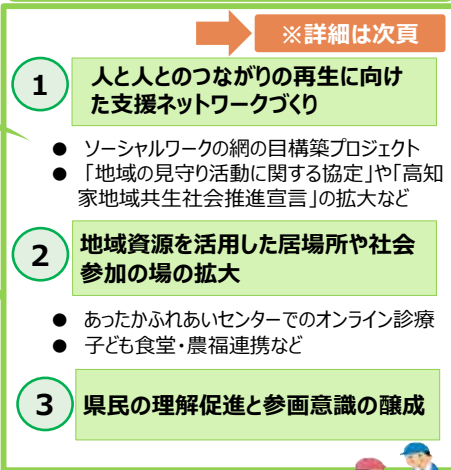 ※詳細は次頁
1
人と人とのつながりの再生に向け
た支援ネットワークづくり
● ソーシャルワークの網の目構築プロジェクト
● 「地域の見守り活動に関する協定」や「高知
家地域共生社会推進宣言」の拡大など
2
地域資源を活用した居場所や社会
参加の場の拡大
● あったかふれあいセンターでのオンライン診療
● 子ども食堂・農福連携など
3
県民の理解促進と参画意識の醸成